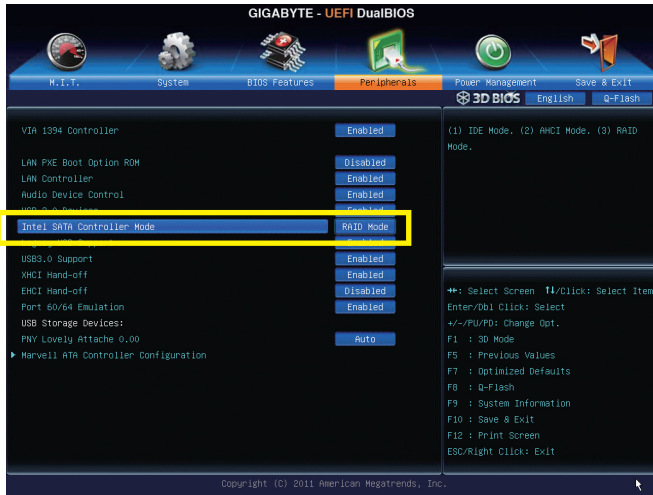 GIGABYTE - UEFI DualBIOS
M.I.T. System BIOS Features Peripherals Power Management Save & Exit
3D BIOS English Q-Flash
VIA 1394 Controller Enabled
LAN PXE Boot Option ROM Disabled
LAN Controller Enabled
Audio Device Control Enabled
Intel SATA Controller Mode RAID Mode
USB3.0 Support Enabled
XHCI Hand-off Enabled
EHCI Hand-off Disabled
Port 60/64 Emulation Enabled
USB Storage Devices:
PNY Lovely Attache 0.00 Auto
Marvell ATA Controller Configuration
(1) IDE Mode. (2) AHCI Mode. (3) RAID
Mode.
→←: Select Screen ↑↓/Click: Select Item
Enter/Dbl Click: Select
+/-/PU/PD: Change Opt.
F1 : 3D Mode
F5 : Previous Values
F7 : Optimized Defaults
F8 : Q-Flash
F9 : System Information
F10 : Save & Exit
F12 : Print Screen
ESC/Right Click: Exit
Copyright (C) 2011 American Megatrends, Inc.